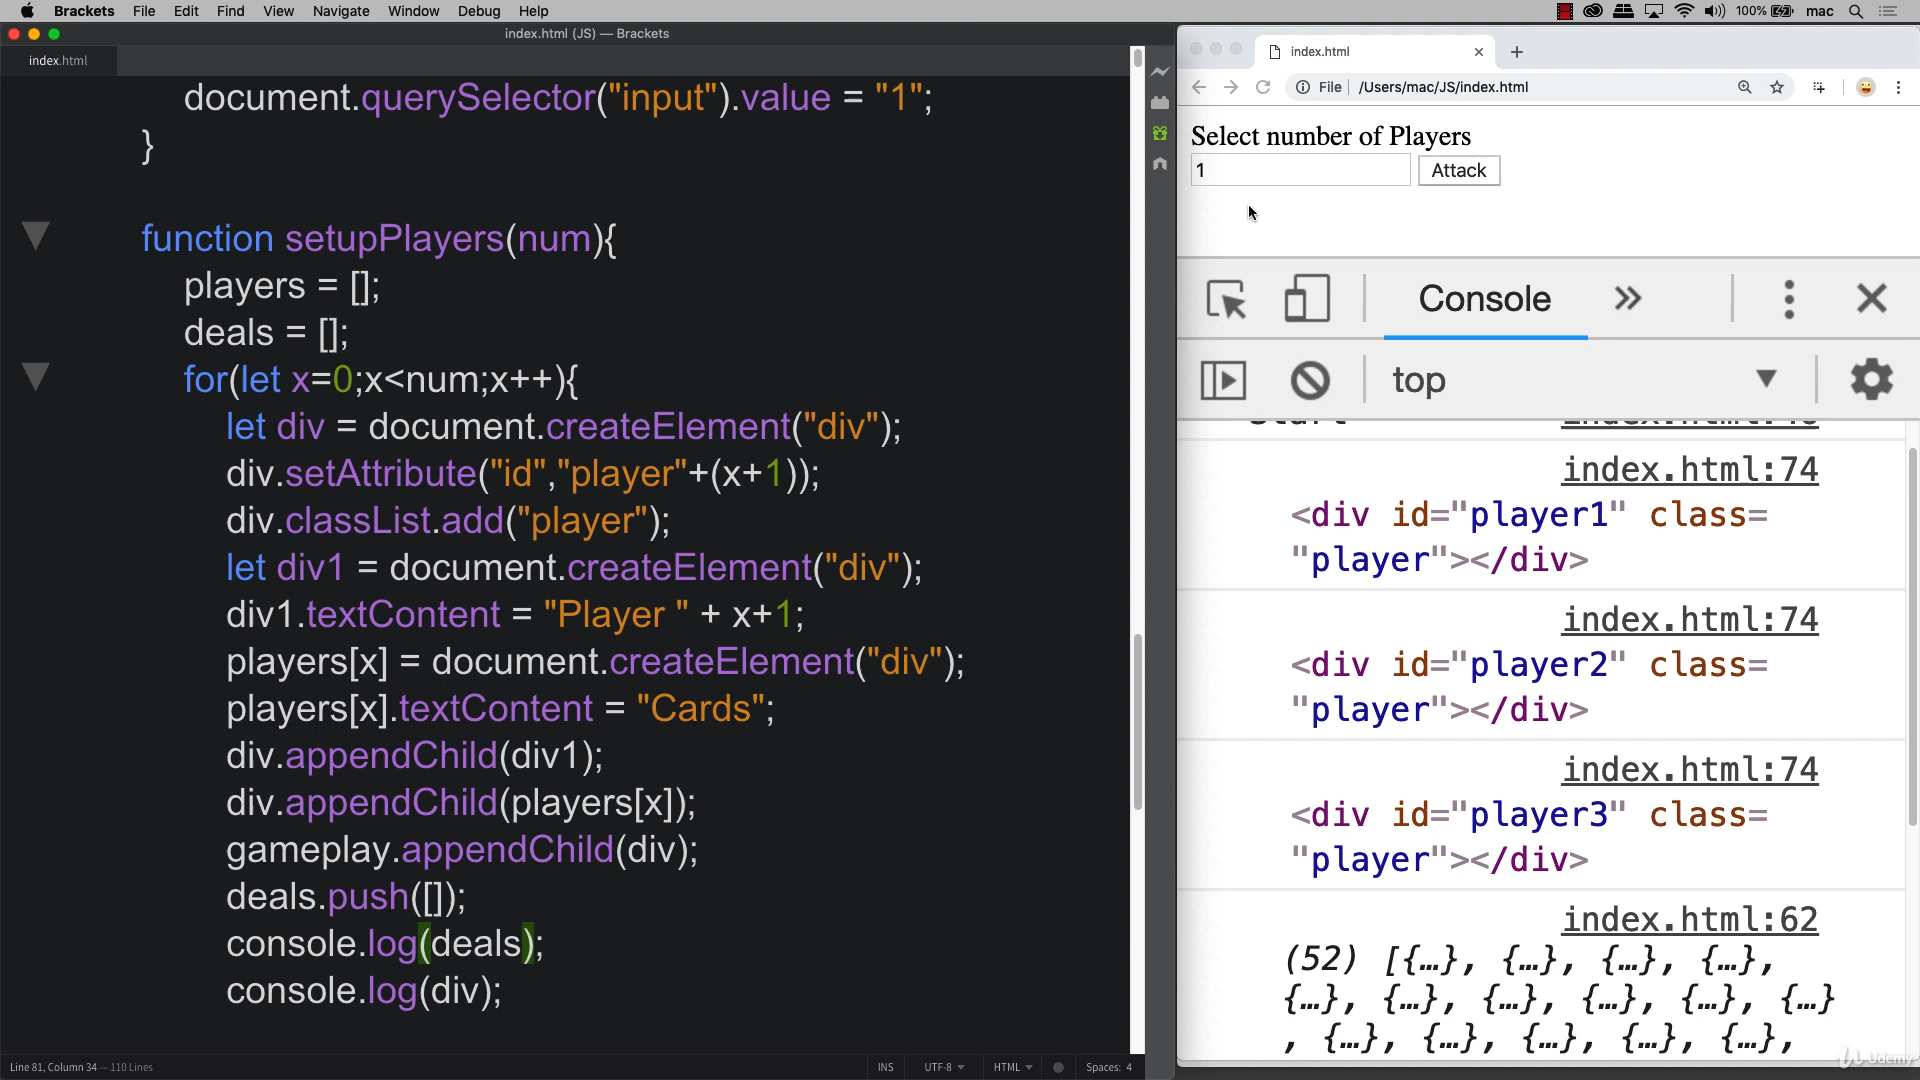 Brackets File Edit Find View Navigate Window Debug Help
100% mac
index.html (JS) — Brackets
index.html
document.querySelector("input").value = "1";
}
function setupPlayers(num){
players = [];
deals = [];
for(let x=0;x<num;x++){
let div = document.createElement("div");
div.setAttribute("id","player"+(x+1));
div.classList.add("player");
let div1 = document.createElement("div");
div1.textContent = "Player " + x+1;
players[x] = document.createElement("div");
players[x].textContent = "Cards";
div.appendChild(div1);
div.appendChild(players[x]);
gameplay.appendChild(div);
deals.push([]);
console.log(deals);
console.log(div);
Line 81, Column 34 — 110 Lines
INS UTF-8 HTML Spaces: 4
index.html
File /Users/mac/JS/index.html
Select number of Players
1 Attack
Console
top
index.html:74
<div id="player1" class=
"player"></div>
index.html:74
<div id="player2" class=
"player"></div>
index.html:74
<div id="player3" class=
"player"></div>
index.html:62
(52) [{…}, {…}, {…}, {…},
{…}, {…}, {…}, {…}, {…}, {…}
, {…}, {…}, {…}, {…}, {…},
Udemy